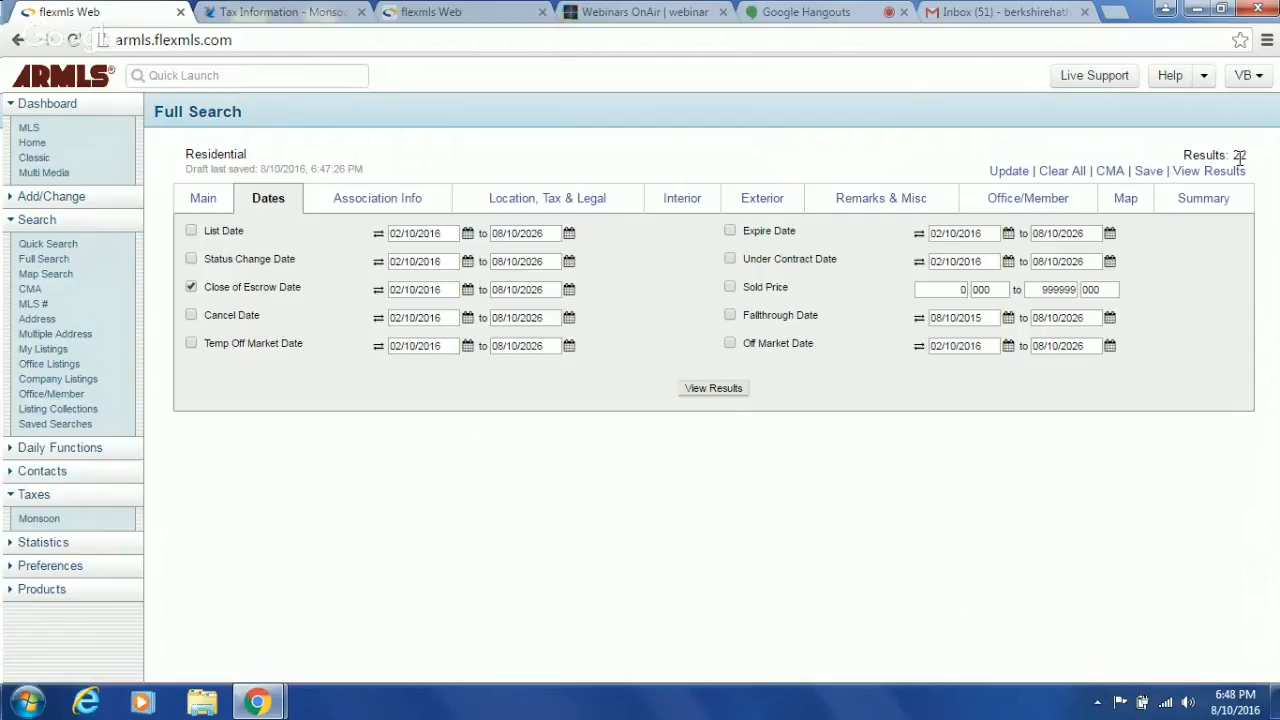 flexmls Web
Tax Information - Monsoo
flexmls Web
Webinars OnAir | webinar
Google Hangouts
Inbox (51) - berkshirehath
armls.flexmls.com
ARMLS®
Quick Launch
Live Support
Help
VB
Dashboard
MLS
Home
Classic
Multi Media
Add/Change
Search
Quick Search
Full Search
Map Search
CMA
MLS #
Address
Multiple Address
My Listings
Office Listings
Company Listings
Office/Member
Listing Collections
Saved Searches
Daily Functions
Contacts
Taxes
Monsoon
Statistics
Preferences
Products
Full Search
Residential
Results: 22
Draft last saved: 8/10/2016, 6:47:26 PM
Update | Clear All | CMA | Save | View Results
Main
Dates
Association Info
Location, Tax & Legal
Interior
Exterior
Remarks & Misc
Office/Member
Map
Summary
List Date 02/10/2016 to 08/10/2026
Expire Date 02/10/2016 to 08/10/2026
Status Change Date 02/10/2016 to 08/10/2026
Under Contract Date 02/10/2016 to 08/10/2026
Close of Escrow Date 02/10/2016 to 08/10/2026
Sold Price 0 000 to 999999 000
Cancel Date 02/10/2016 to 08/10/2026
Fallthrough Date 08/10/2015 to 08/10/2026
Temp Off Market Date 02/10/2016 to 08/10/2026
Off Market Date 02/10/2016 to 08/10/2026
View Results
6:48 PM
8/10/2016